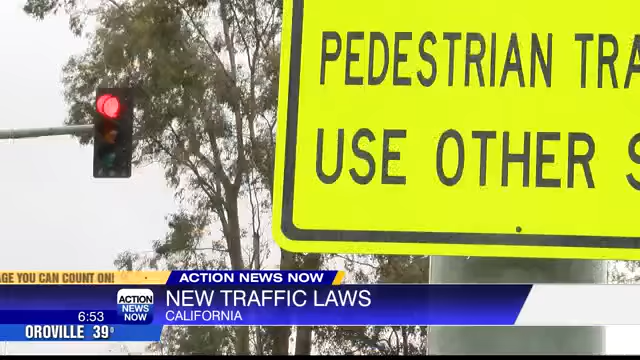 PEDESTRIAN TRA
USE OTHER S
AGE YOU CAN COUNT ON!
ACTION NEWS NOW
NEW TRAFFIC LAWS
CALIFORNIA
6:53
ACTION
NEWS
NOW
OROVILLE 39°